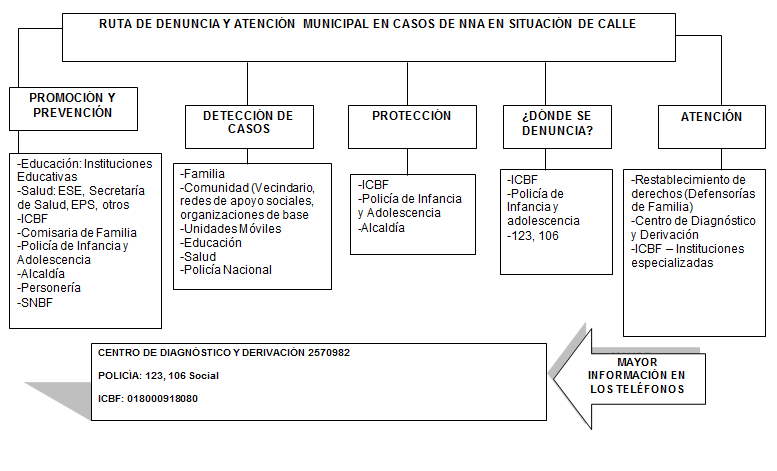 RUTA DE DENUNCIA Y ATENCIÓN MUNICIPAL EN CASOS DE NNA EN SITUACIÓN DE CALLE
PROMOCIÓN Y
PREVENCIÓN
-Educación: Instituciones
Educativas
-Salud: ESE, Secretaría
de Salud, EPS, otros
-ICBF
-Comisaria de Familia
-Policía de Infancia y
Adolescencia
-Alcaldía
-Personería
-SNBF
DETECCIÓN DE
CASOS
-Familia
-Comunidad (Vecindario,
redes de apoyo sociales,
organizaciones de base
-Unidades Móviles
-Educación
-Salud
-Policía Nacional
PROTECCIÓN
-ICBF
-Policía de Infancia
y Adolescencia
-Alcaldía
¿DÓNDE SE
DENUNCIA?
-ICBF
-Policía de
Infancia y
adolescencia
-123, 106
ATENCIÓN
-Restablecimiento de
derechos (Defensorías
de Familia)
-Centro de Diagnóstico
y Derivación
-ICBF – Instituciones
especializadas
CENTRO DE DIAGNÓSTICO Y DERIVACIÓN 2570982
POLICÌA: 123, 106 Social
ICBF: 018000918080
MAYOR
INFORMACIÓN EN
LOS TELÉFONOS